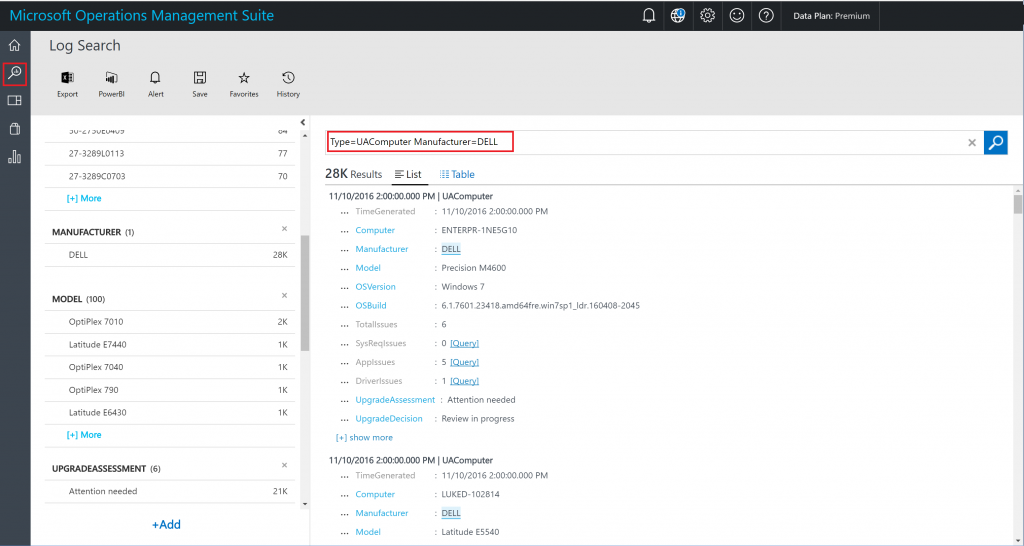 Microsoft Operations Management Suite
Data Plan: Premium
Log Search
Export PowerBI Alert Save Favorites History
84
27-3289L0113 77
27-3289C0703 70
[+] More
MANUFACTURER (1) ×
DELL 28K
MODEL (100) ×
OptiPlex 7010 2K
Latitude E7440 1K
OptiPlex 7040 1K
OptiPlex 790 1K
Latitude E6430 1K
[+] More
UPGRADEASSESSMENT (6) ×
Attention needed 21K
+Add
Type=UAComputer Manufacturer=DELL
28K Results List Table
11/10/2016 2:00:00.000 PM | UAComputer
... TimeGenerated : 11/10/2016 2:00:00.000 PM
... Computer : ENTERPR-1NE5G10
... Manufacturer : DELL
... Model : Precision M4600
... OSVersion : Windows 7
... OSBuild : 6.1.7601.23418.amd64fre.win7sp1_ldr.160408-2045
... TotalIssues : 6
... SysReqIssues : 0 [Query]
... AppIssues : 5 [Query]
... DriverIssues : 1 [Query]
... UpgradeAssessment : Attention needed
... UpgradeDecision : Review in progress
[+] show more
11/10/2016 2:00:00.000 PM | UAComputer
... TimeGenerated : 11/10/2016 2:00:00.000 PM
... Computer : LUKED-102814
... Manufacturer : DELL
... Model : Latitude E5540